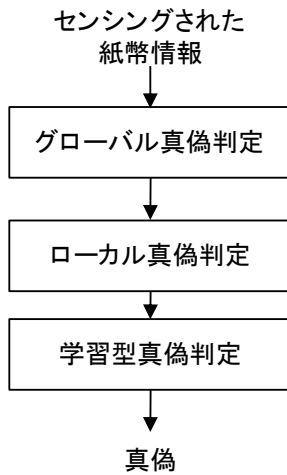 センシングされた
紙幣情報
グローバル真偽判定
ローカル真偽判定
学習型真偽判定
真偽